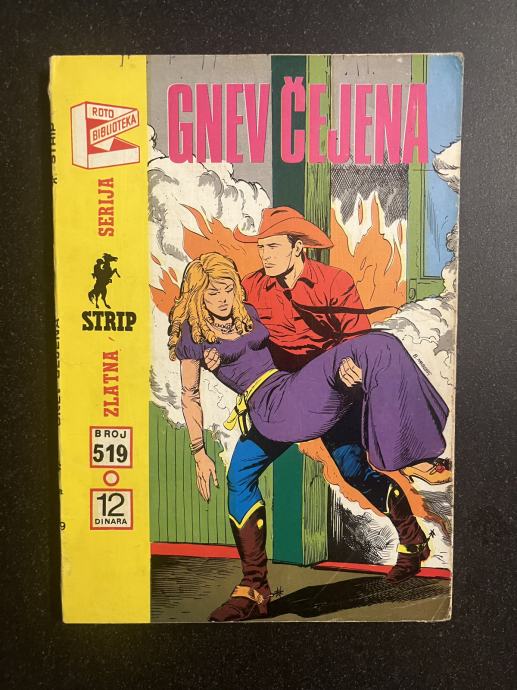 GNEV ČEJENA
ROTO
BIBLIOTEKA
ZLATNA SERIJA
STRIP
BROJ
519
12
DINARA